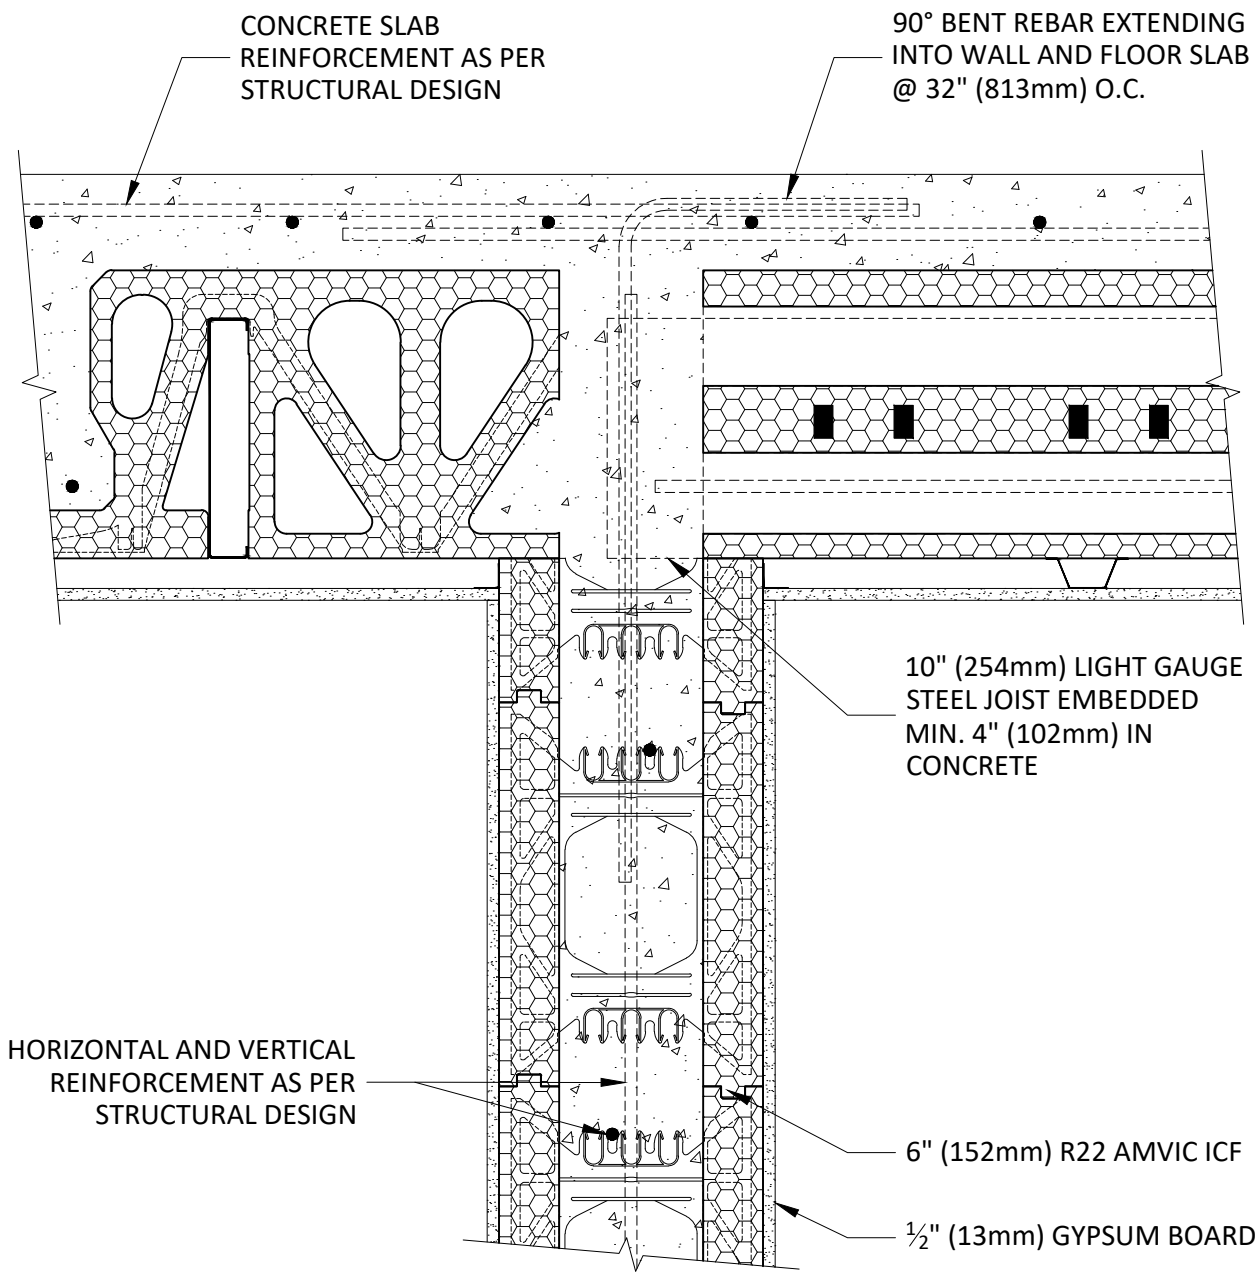 CONCRETE SLAB
REINFORCEMENT AS PER
STRUCTURAL DESIGN
90° BENT REBAR EXTENDING
INTO WALL AND FLOOR SLAB
@ 32" (813mm) O.C.
10" (254mm) LIGHT GAUGE
STEEL JOIST EMBEDDED
MIN. 4" (102mm) IN
CONCRETE
HORIZONTAL AND VERTICAL
REINFORCEMENT AS PER
STRUCTURAL DESIGN
6" (152mm) R22 AMVIC ICF
½" (13mm) GYPSUM BOARD